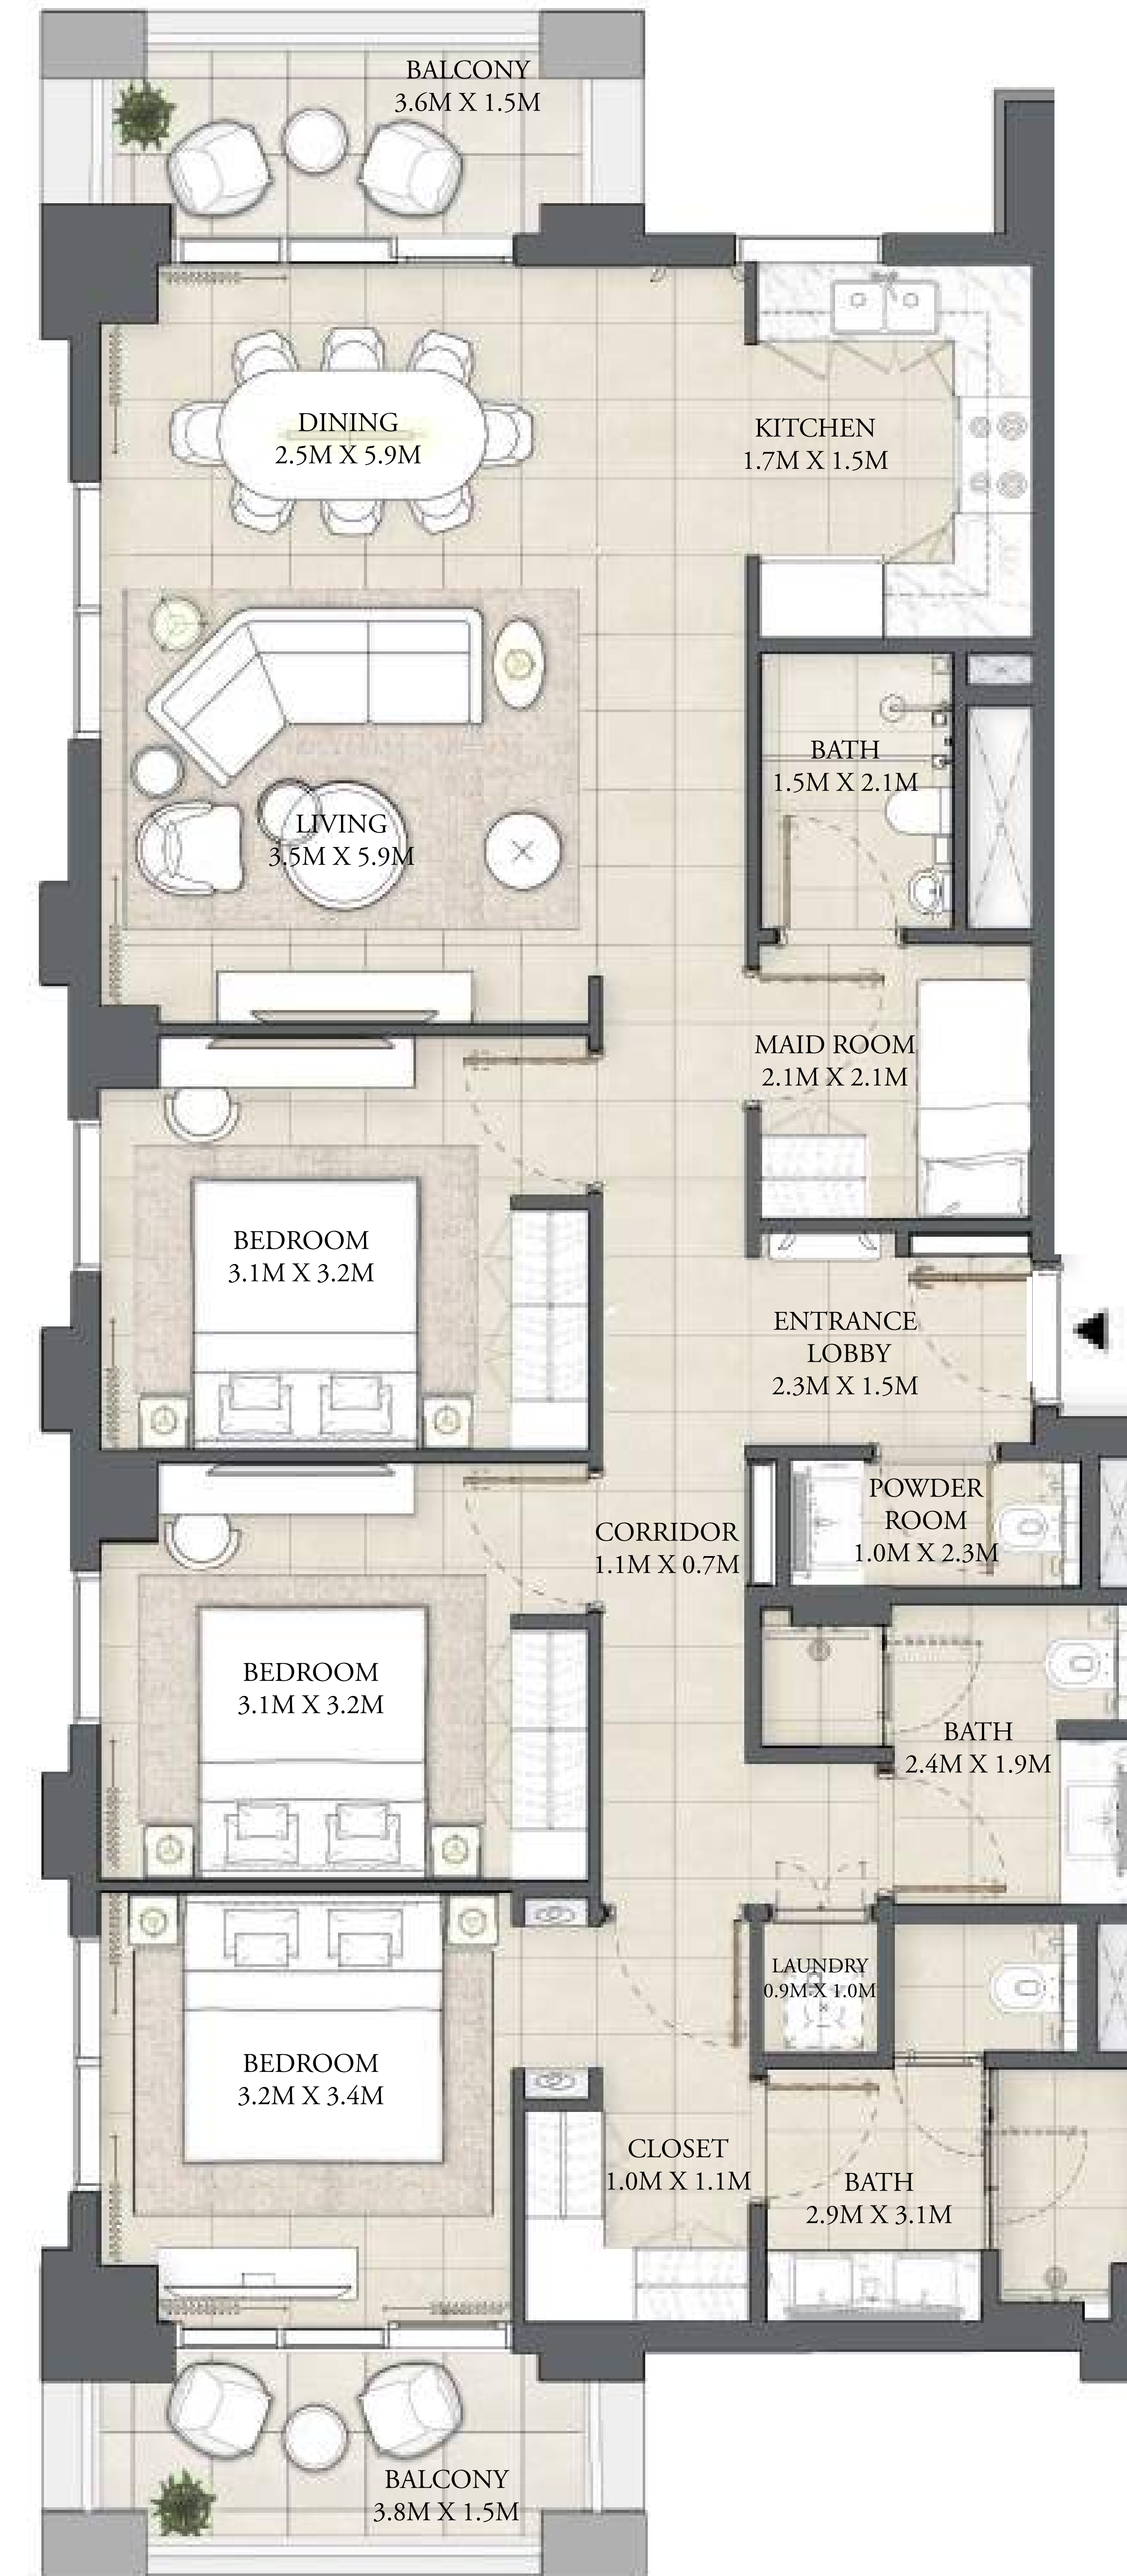 BALCONY
3.6M X 1.5M
DINING
2.5M X 5.9M
KITCHEN
1.7M X 1.5M
BATH
1.5M X 2.1M
LIVING
3.5M X 5.9M
MAID ROOM
2.1M X 2.1M
BEDROOM
3.1M X 3.2M
ENTRANCE
LOBBY
2.3M X 1.5M
POWDER
ROOM
1.0M X 2.3M
CORRIDOR
1.1M X 0.7M
BEDROOM
3.1M X 3.2M
BATH
2.4M X 1.9M
LAUNDRY
0.9M X 1.0M
BEDROOM
3.2M X 3.4M
CLOSET
1.0M X 1.1M
BATH
2.9M X 3.1M
BALCONY
3.8M X 1.5M